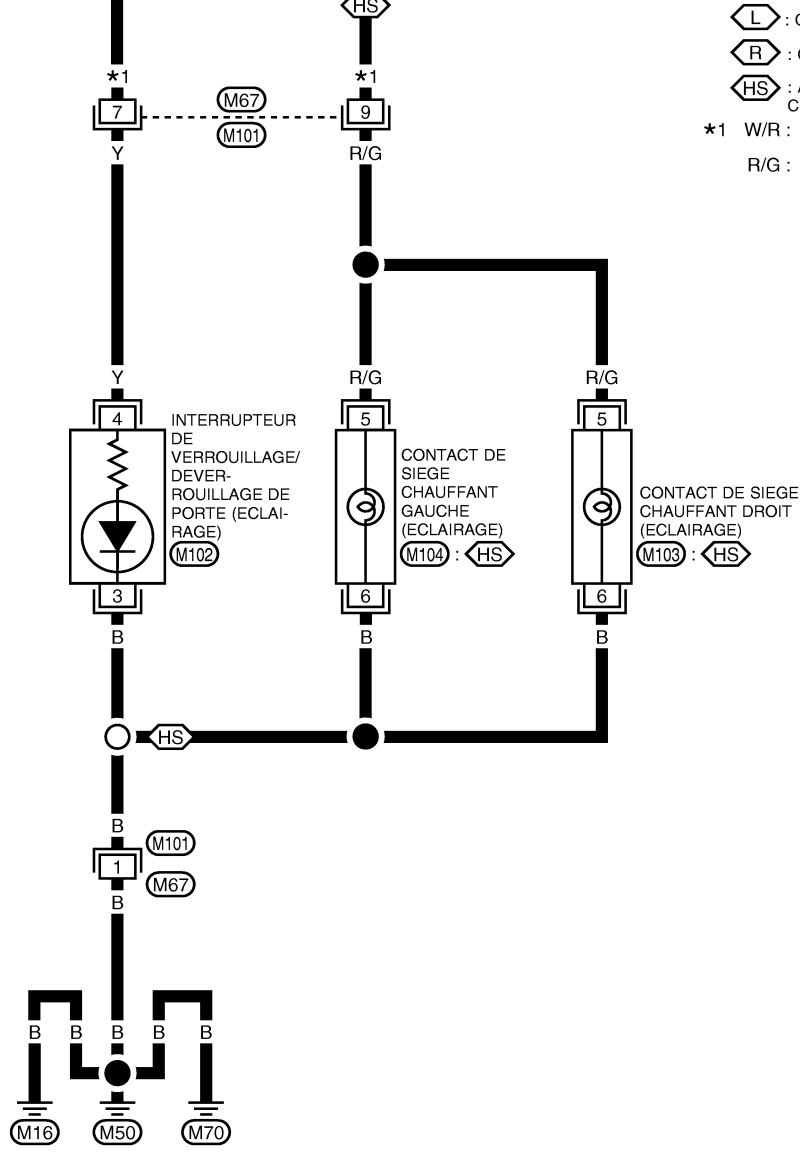 HS
L : 
R : 
HS : 
*1 W/R :
R/G :
*1
*1
7
M67
M101
9
Y
R/G
Y
R/G
R/G
4
5
5
INTERRUPTEUR
DE
VERROUILLAGE/
DEVER-
ROUILLAGE DE
PORTE (ECLAI-
RAGE)
M102
CONTACT DE
SIEGE
CHAUFFANT
GAUCHE
(ECLAIRAGE)
M104 : HS
CONTACT DE SIEGE
CHAUFFANT DROIT
(ECLAIRAGE)
M103 : HS
3
6
6
B
B
B
HS
B
M101
1
M67
B
B
B
B
B
B
M16
M50
M70